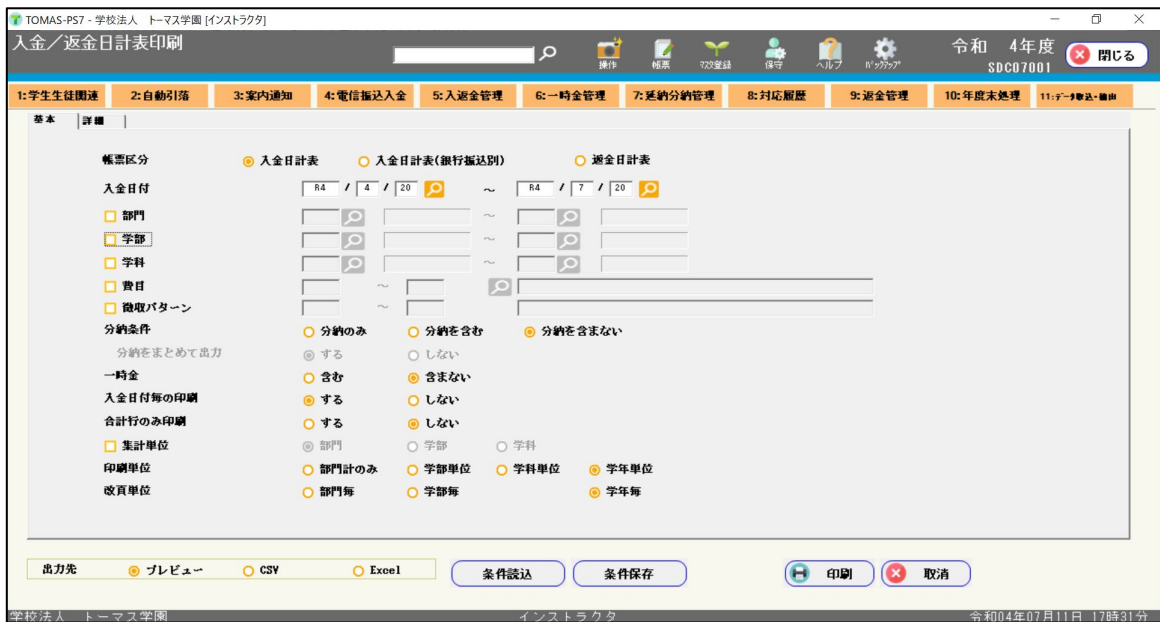 TOMAS-PS7 - 学校法人　トーマス学園 [インストラクタ]
入金／返金日計表印刷
操作 帳票 マスタ登録 保守 ヘルプ バックアップ 令和 4年度 SDC07001 閉じる
1:学生生徒関連 2:自動引落 3:案内通知 4:電信振込入金 5:入返金管理 6:一時金管理 7:延納分納管理 8:対応履歴 9:返金管理 10:年度末処理 11:データ取込・輸出
基本 詳細
帳票区分 入金日計表 入金日計表(銀行振込別) 返金日計表
入金日付 R4 / 4 / 20 ～ R4 / 7 / 20
部門 ～
学部 ～
学科 ～
費目 ～
徴収パターン ～
分納条件 分納のみ 分納を含む 分納を含まない
分納をまとめて出力 する しない
一時金 含む 含まない
入金日付毎の印刷 する しない
合計行のみ印刷 する しない
集計単位 部門 学部 学科
印刷単位 部門計のみ 学部単位 学科単位 学年単位
改頁単位 部門毎 学部毎 学年毎
出力先 プレビュー CSV Excel 条件読込 条件保存 印刷 取消
学校法人　トーマス学園 インストラクタ 令和04年07月11日 17時31分